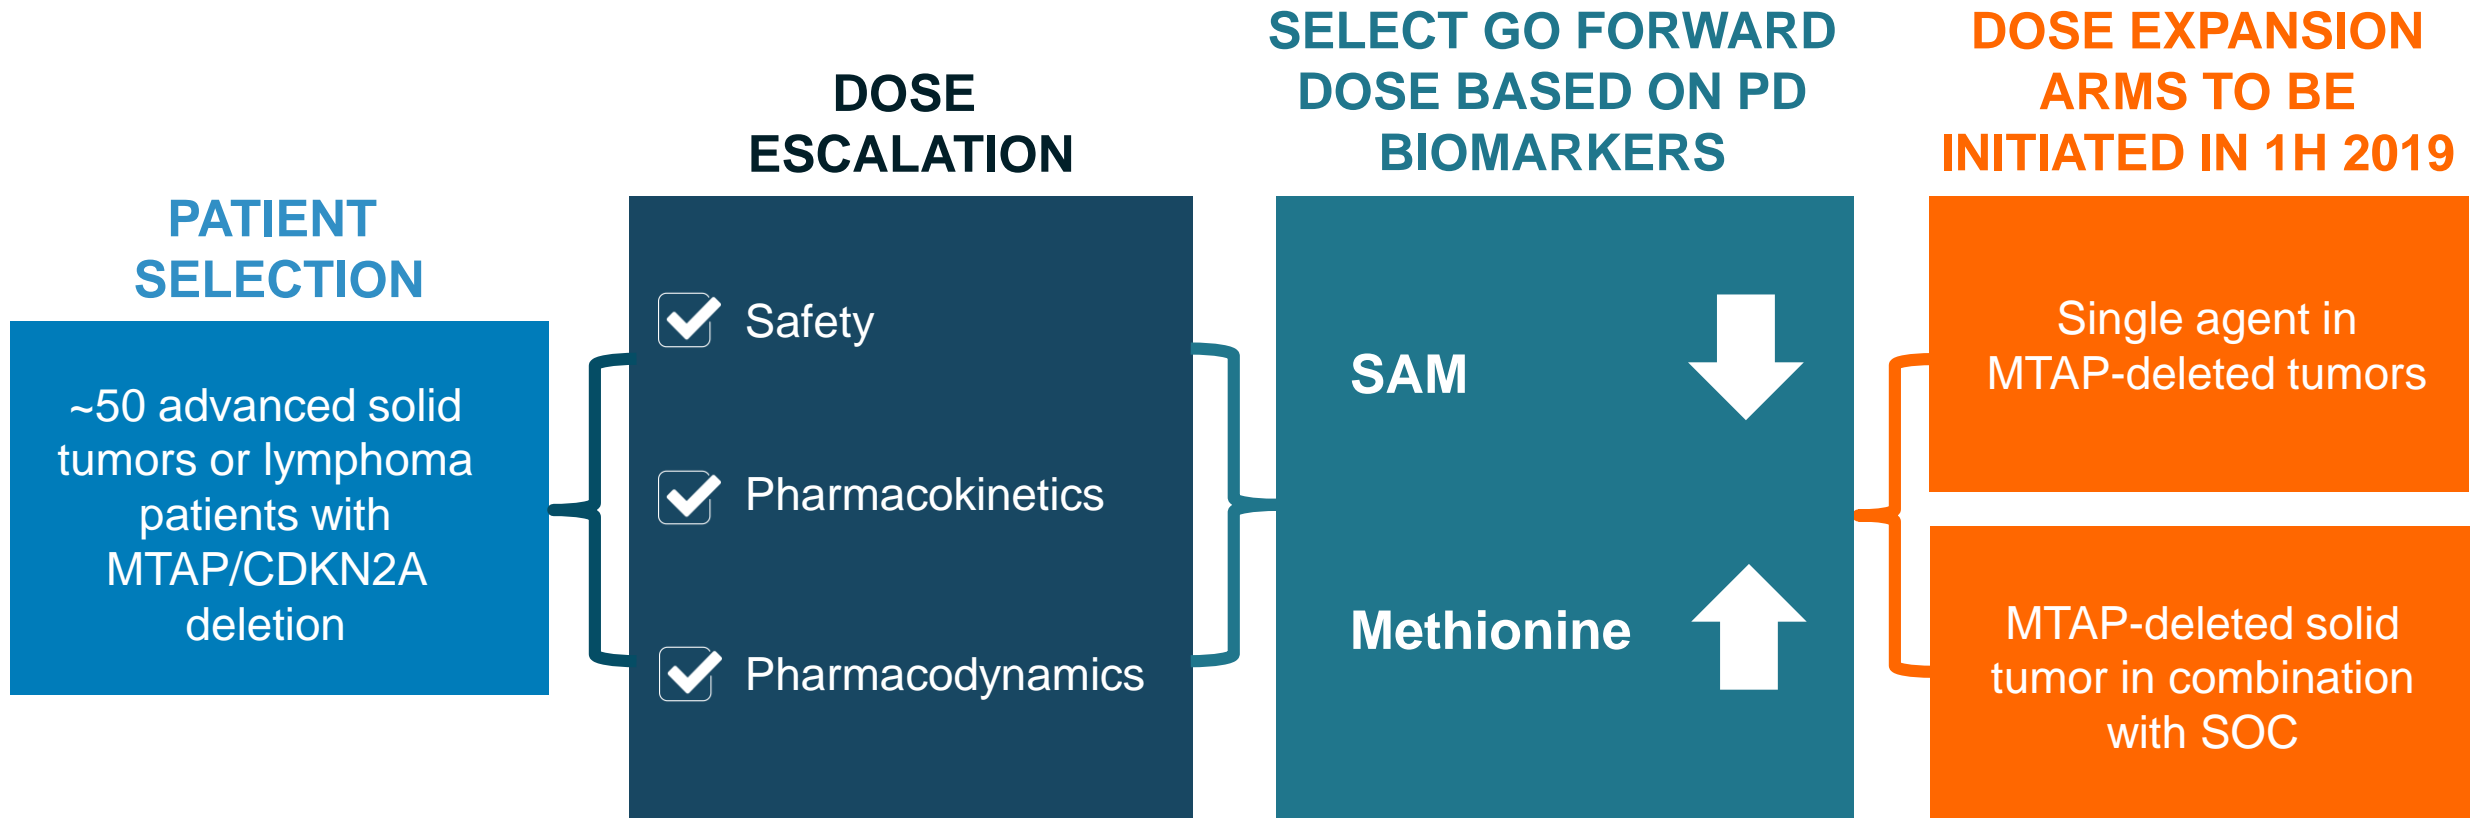 PATIENT
SELECTION
~50 advanced solid
tumors or lymphoma
patients with
MTAP/CDKN2A
deletion
DOSE
ESCALATION
Safety
Pharmacokinetics
Pharmacodynamics
SELECT GO FORWARD
DOSE BASED ON PD
BIOMARKERS
SAM
Methionine
DOSE EXPANSION
ARMS TO BE
INITIATED IN 1H 2019
Single agent in
MTAP-deleted tumors
MTAP-deleted solid
tumor in combination
with SOC